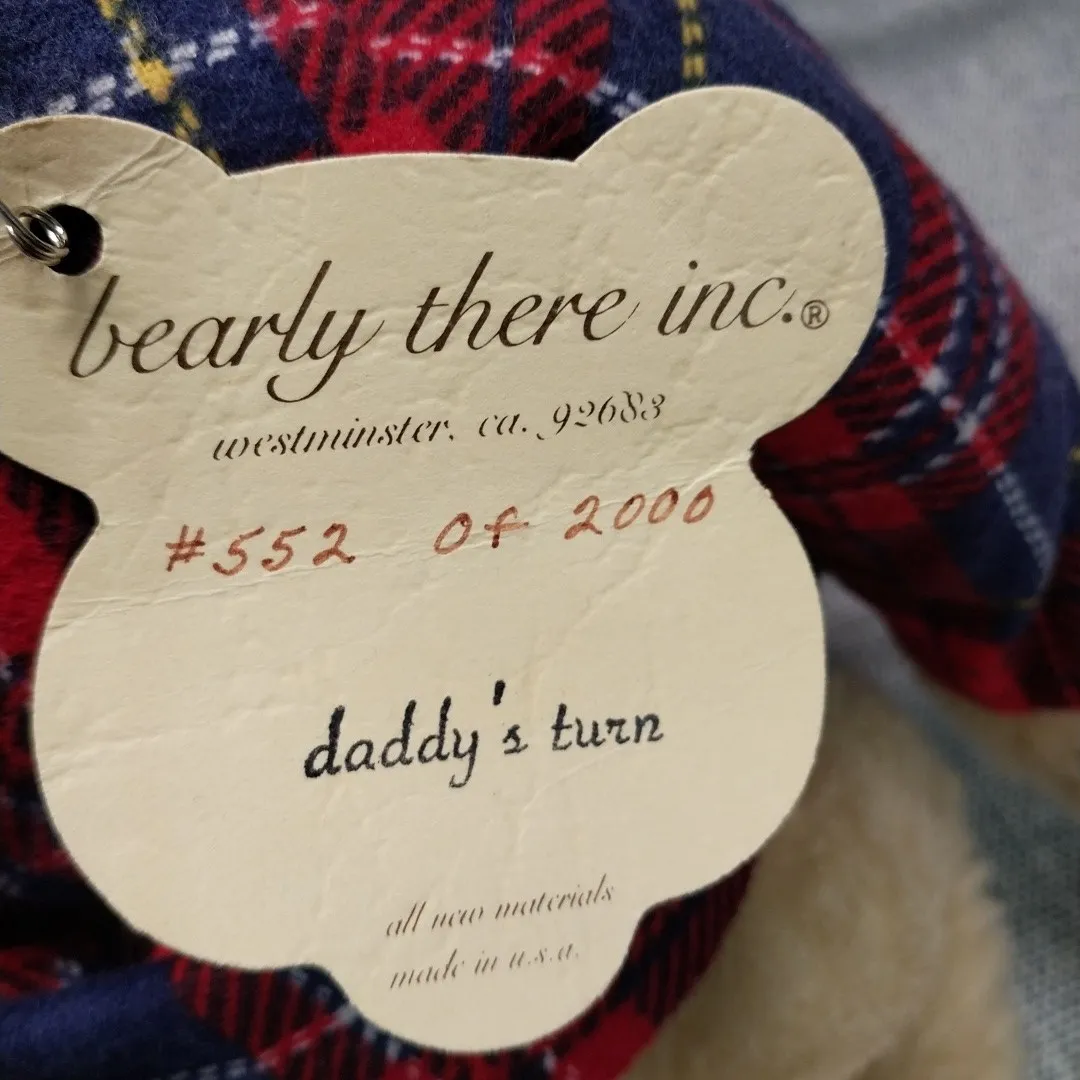 bearly there inc.®
westminster, ca. 92683
#552 Of 2000
daddy's turn
all new materials
made in u.s.a.